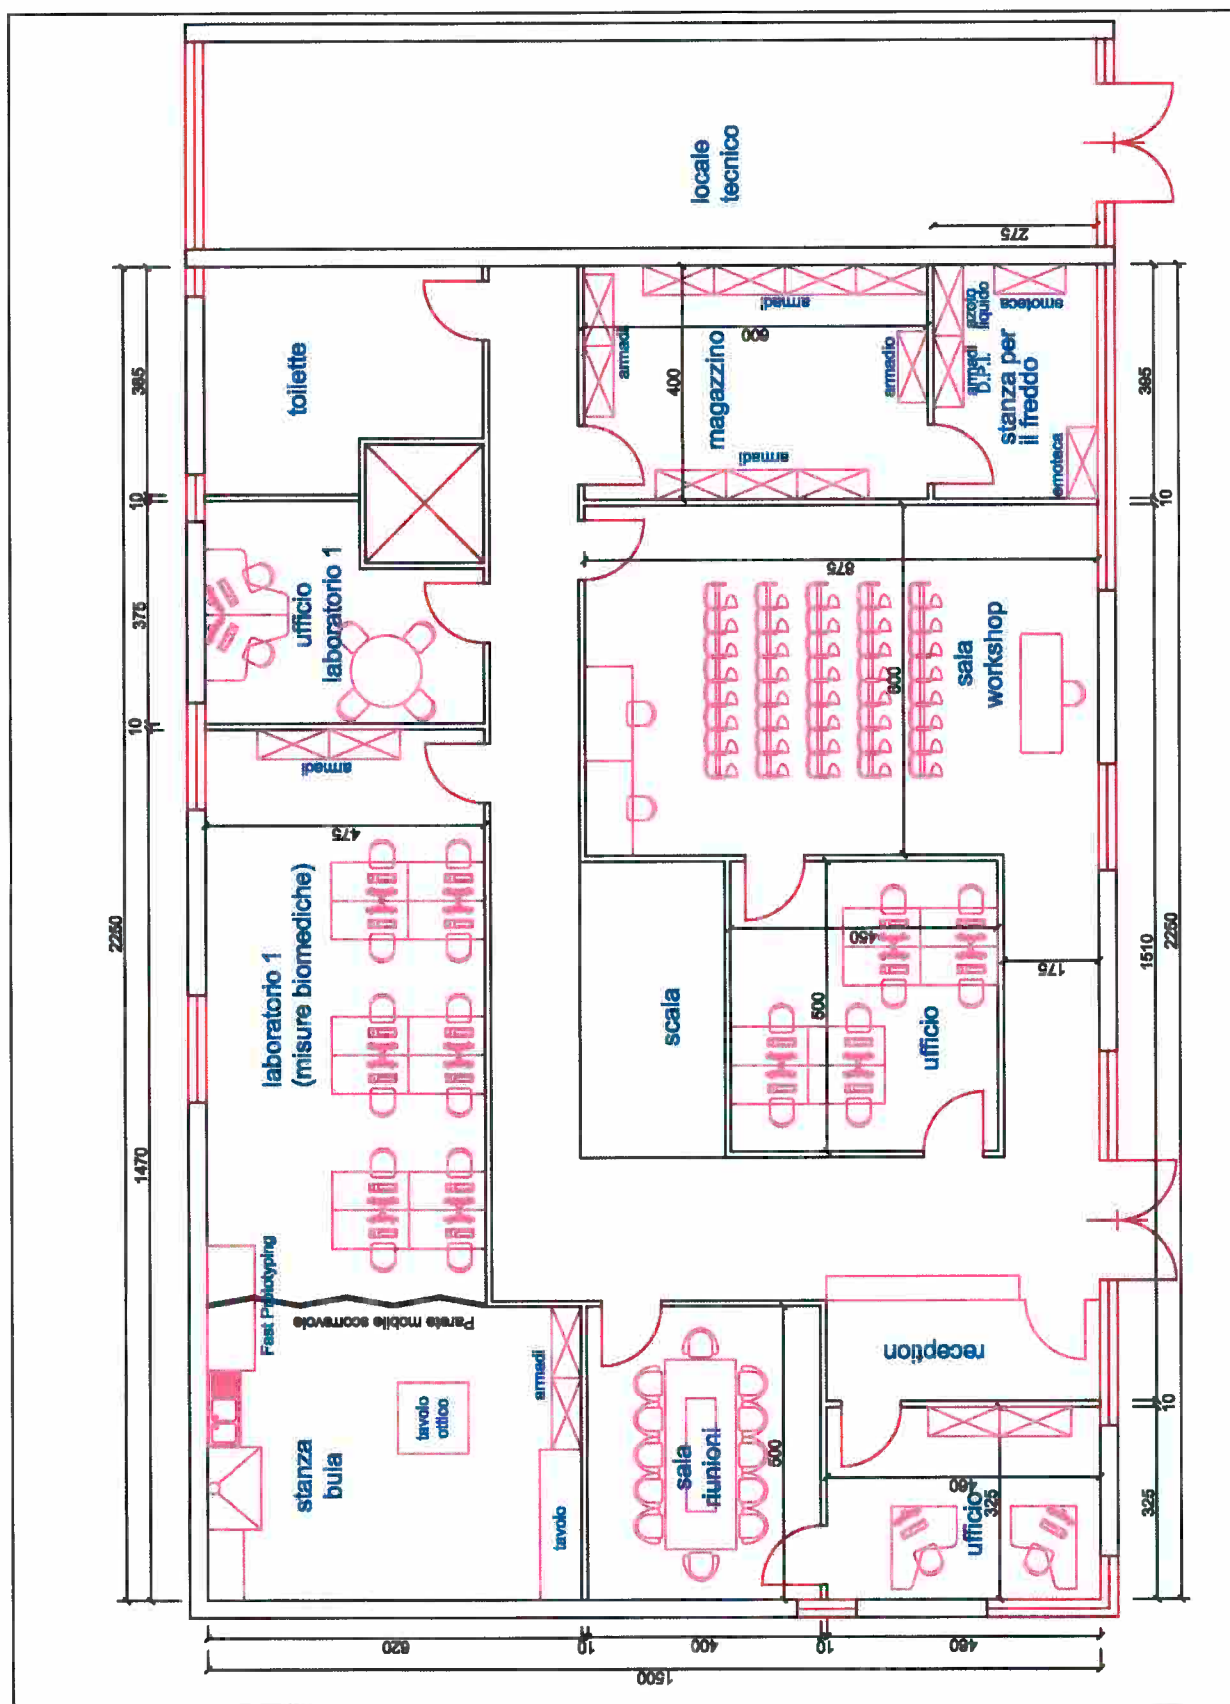 2250
1470
10
375
10
385
Fast Prototyping
Parete mobile scorrevole
laboratorio 1
(misure biomediche)
475
armadi
ufficio
laboratorio 1
toilette
locale
tecnico
stanza
buia
tavolo
ottico
armadi
tavolo
620
10
400
10
460
1500
sala
riunioni
500
scala
armadi
armadi
600
400
magazzino
armadi
armadio
875
600
sala
workshop
450
500
ufficio
175
reception
460
325
ufficio
azoto
liquido
armadi
D.P.I.
emoteca
stanza per
il freddo
emoteca
275
325
10
1510
10
395
2250